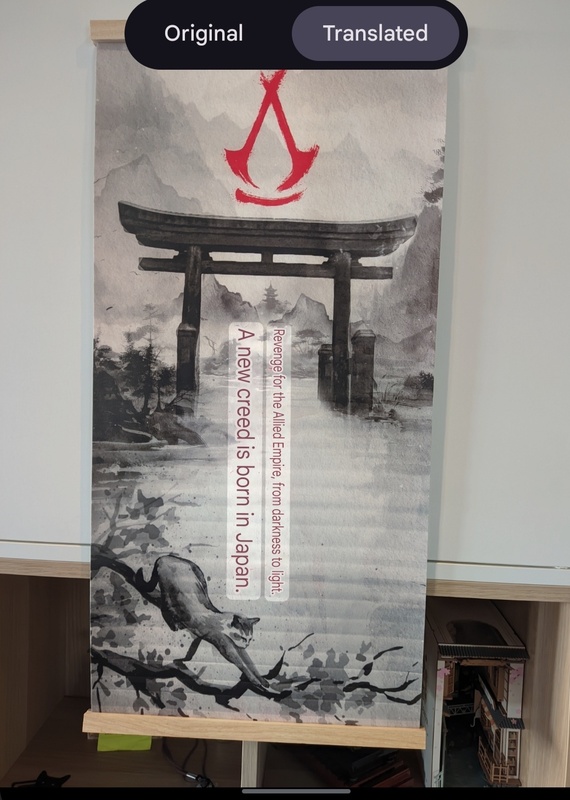 Original
Translated
Revenge for the Allied Empire, from darkness to light.
A new creed is born in Japan.